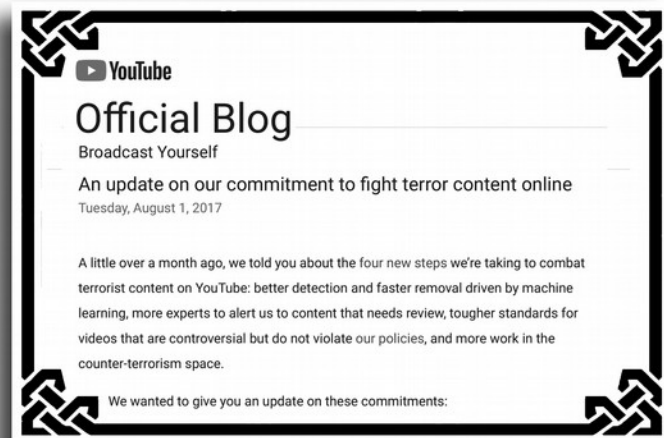 YouTube
Official Blog
Broadcast Yourself
An update on our commitment to fight terror content online
Tuesday, August 1, 2017
A little over a month ago, we told you about the four new steps we're taking to combat
terrorist content on YouTube: better detection and faster removal driven by machine
learning, more experts to alert us to content that needs review, tougher standards for
videos that are controversial but do not violate our policies, and more work in the
counter-terrorism space.
We wanted to give you an update on these commitments: